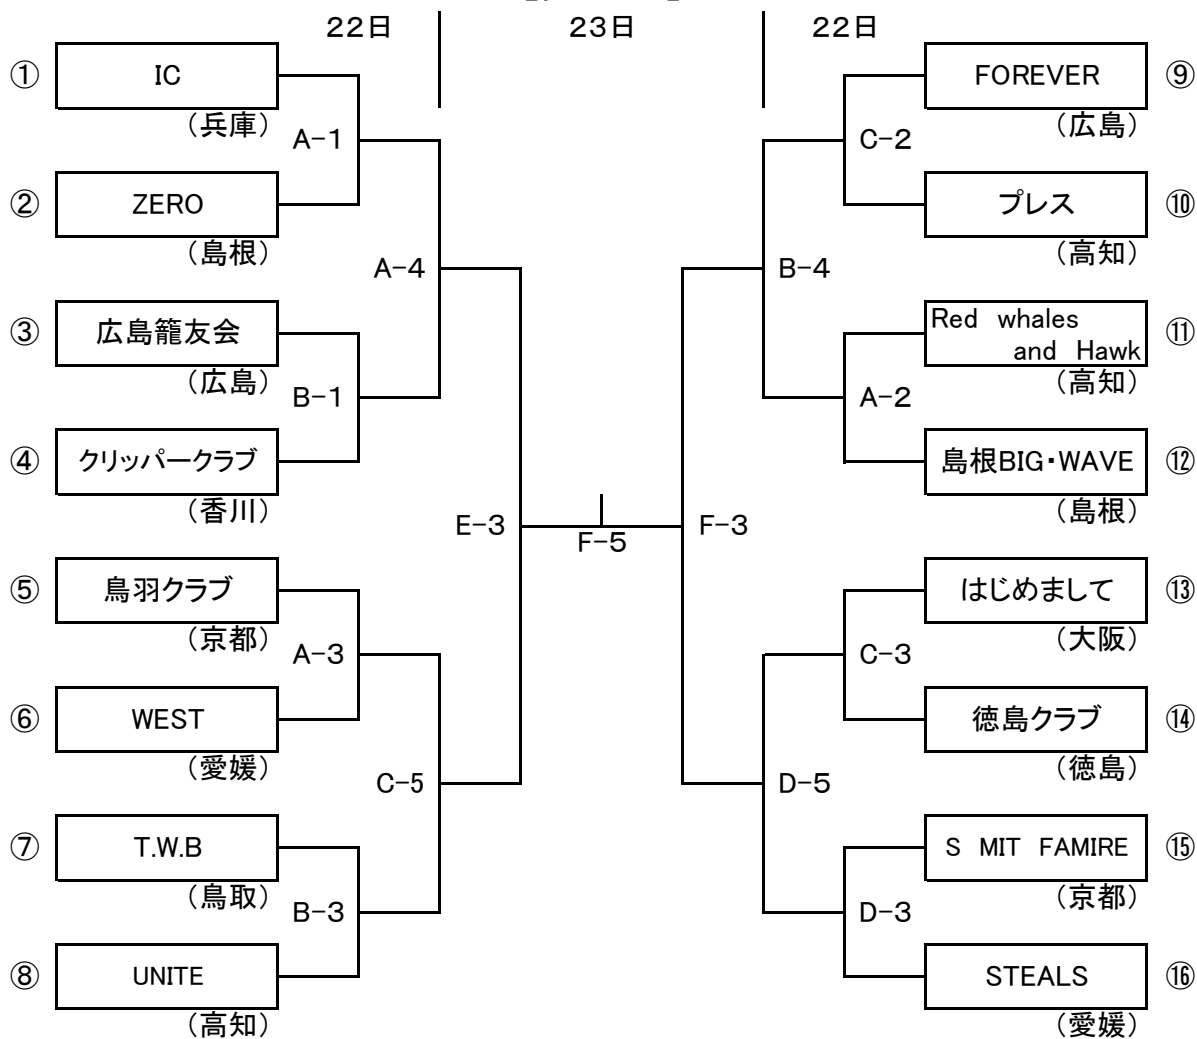 22日
23日
22日
① IC
（兵庫）
A-1
② ZERO
（島根）
A-4
③ 広島籠友会
（広島）
B-1
④ クリッパークラブ
（香川）
E-3
⑤ 鳥羽クラブ
（京都）
A-3
⑥ WEST
（愛媛）
C-5
⑦ T.W.B
（鳥取）
B-3
⑧ UNITE
（高知）
F-5
FOREVER ⑨
（広島）
C-2
プレス ⑩
（高知）
B-4
Red whales
and Hawk ⑪
（高知）
A-2
島根BIG・WAVE ⑫
（島根）
F-3
はじめまして ⑬
（大阪）
C-3
徳島クラブ ⑭
（徳島）
D-5
S MIT FAMIRE ⑮
（京都）
D-3
STEALS ⑯
（愛媛）